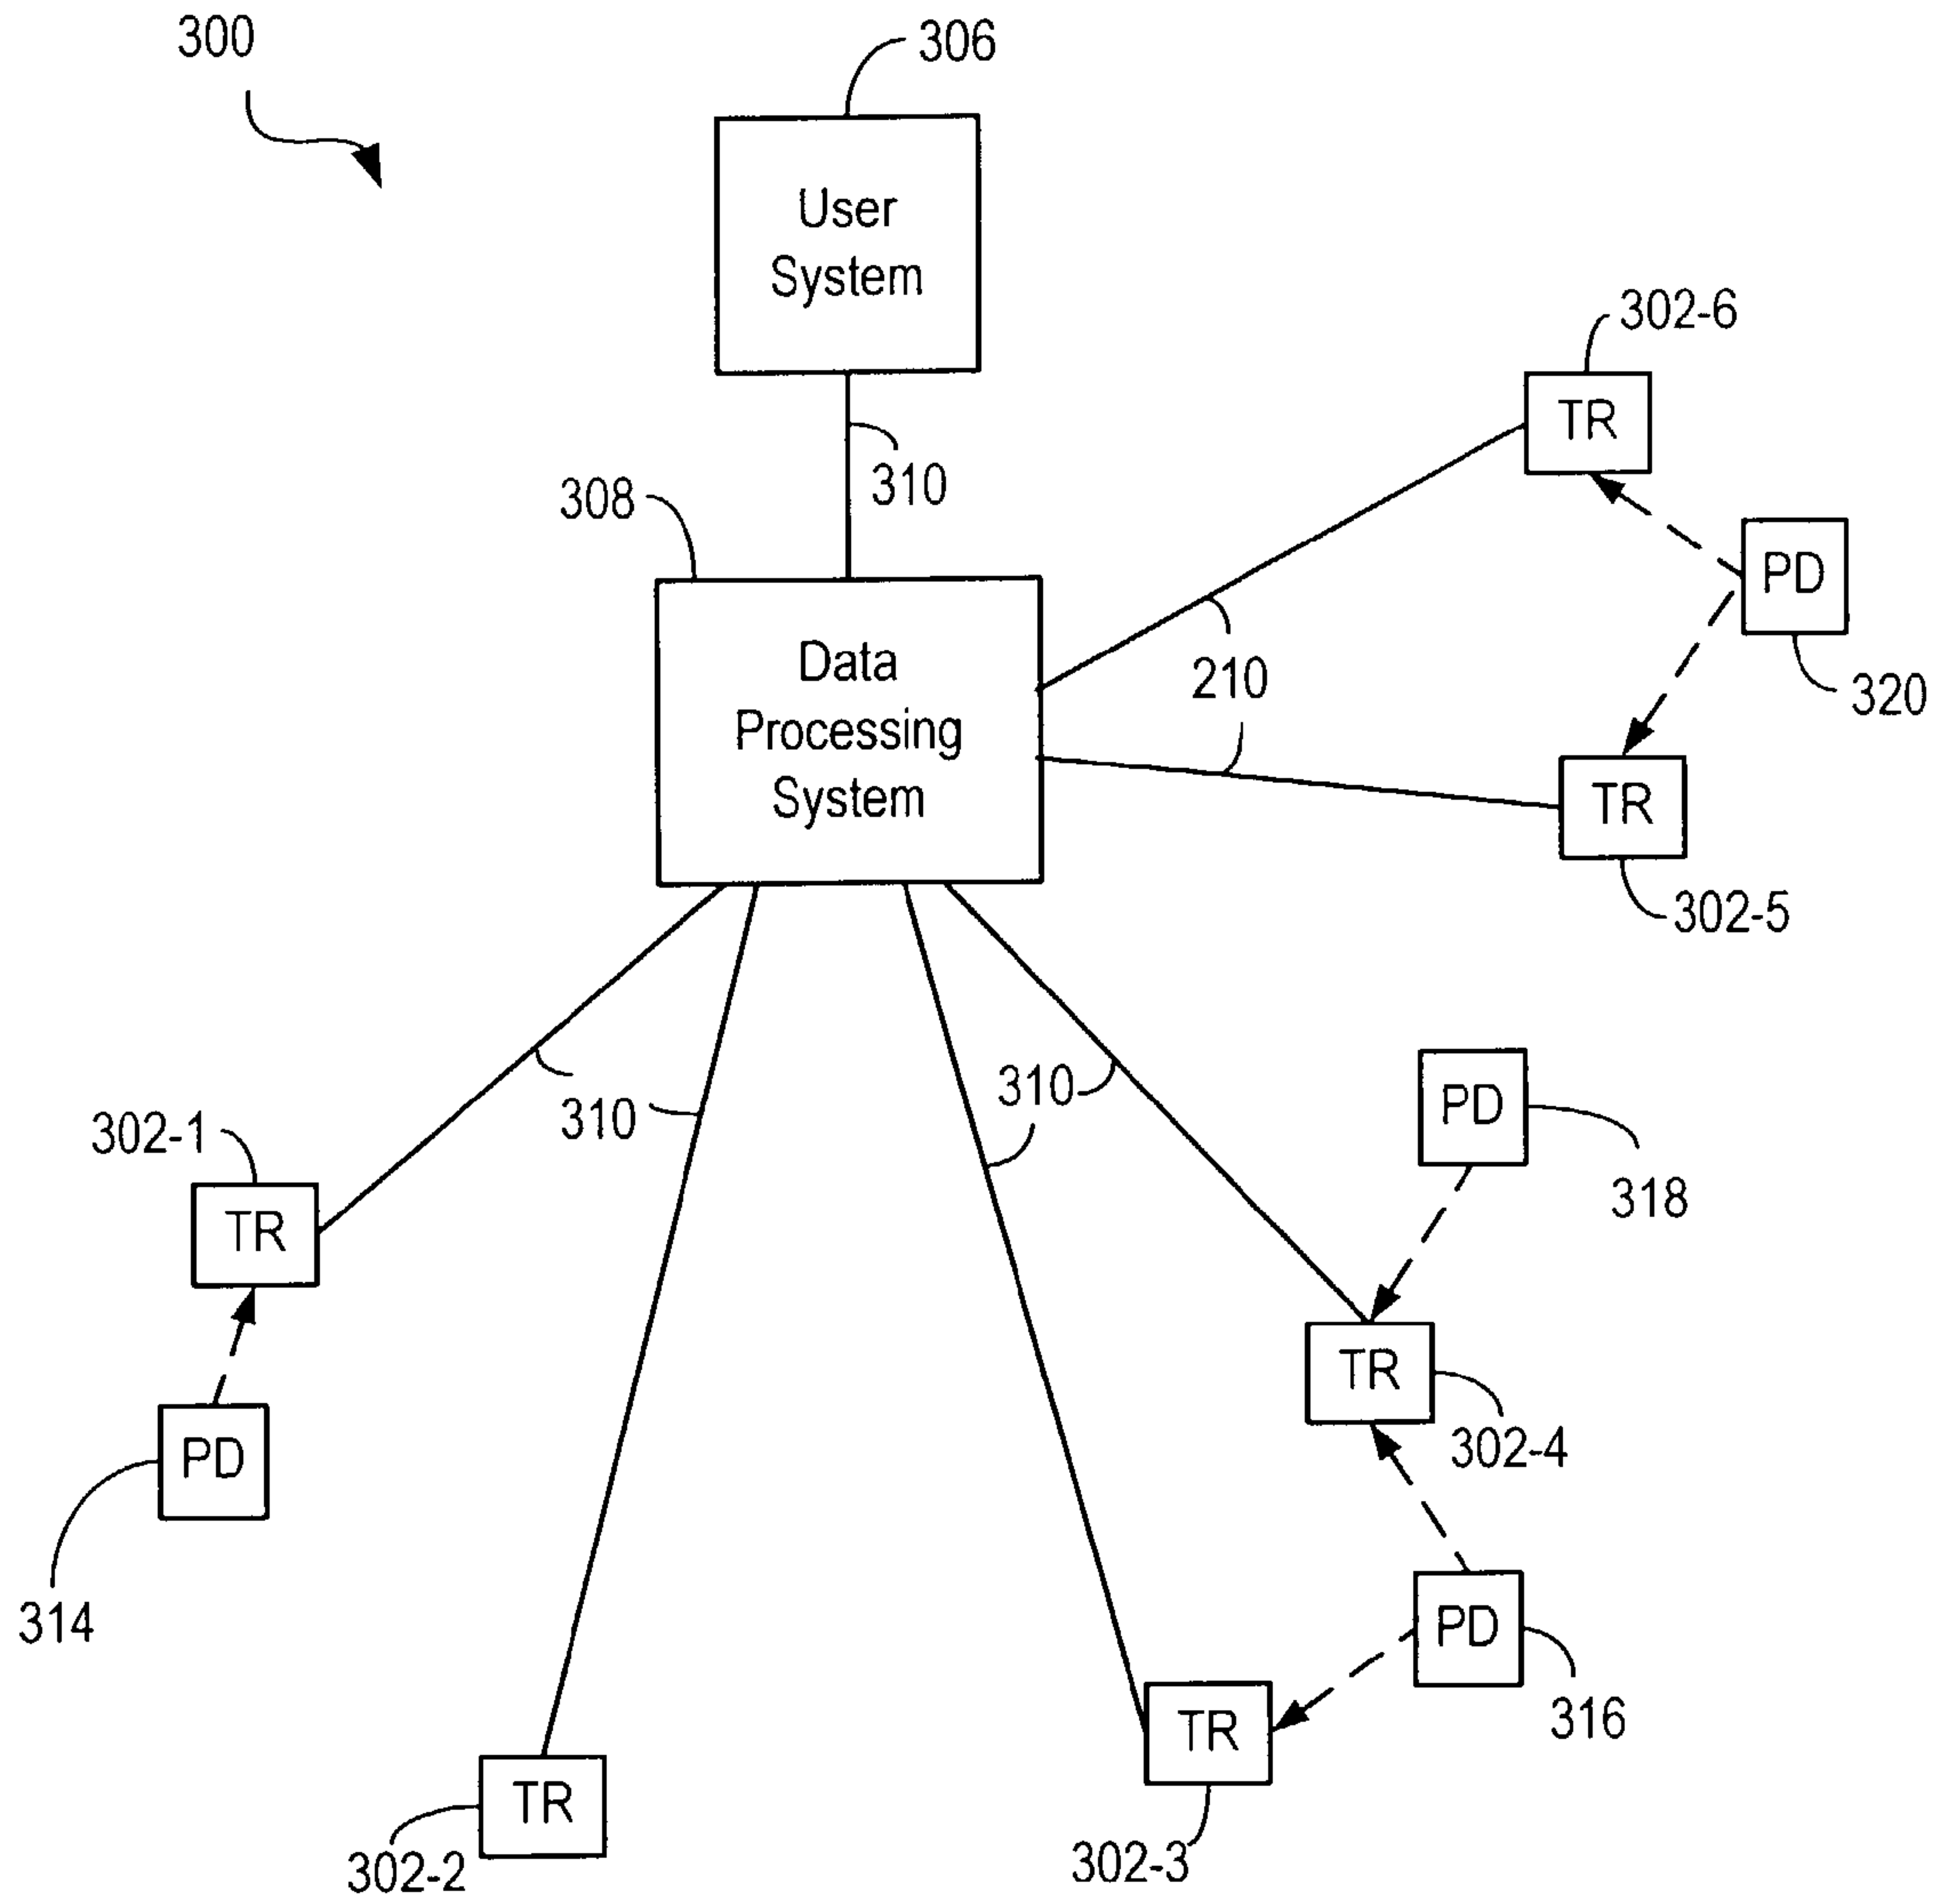 300
306
User
System
302-6
TR
310
308
PD
Data
Processing
System
210
320
TR
302-5
310
310
PD
302-1
318
TR
TR
302-4
PD
314
PD
316
TR
TR
302-2
302-3